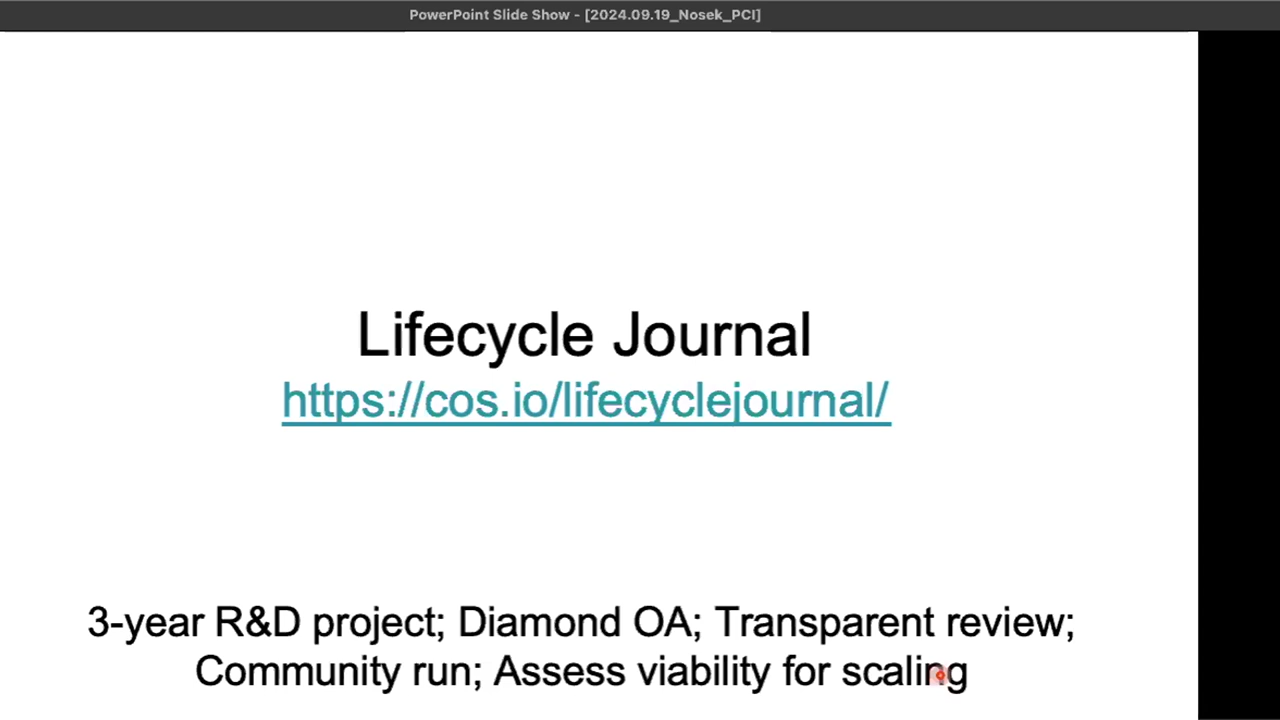 PowerPoint Slide Show - [2024.09.19_Nosek_PCI]
Lifecycle Journal
https://cos.io/lifecyclejournal/
3-year R&D project; Diamond OA; Transparent review;
Community run; Assess viability for scaling